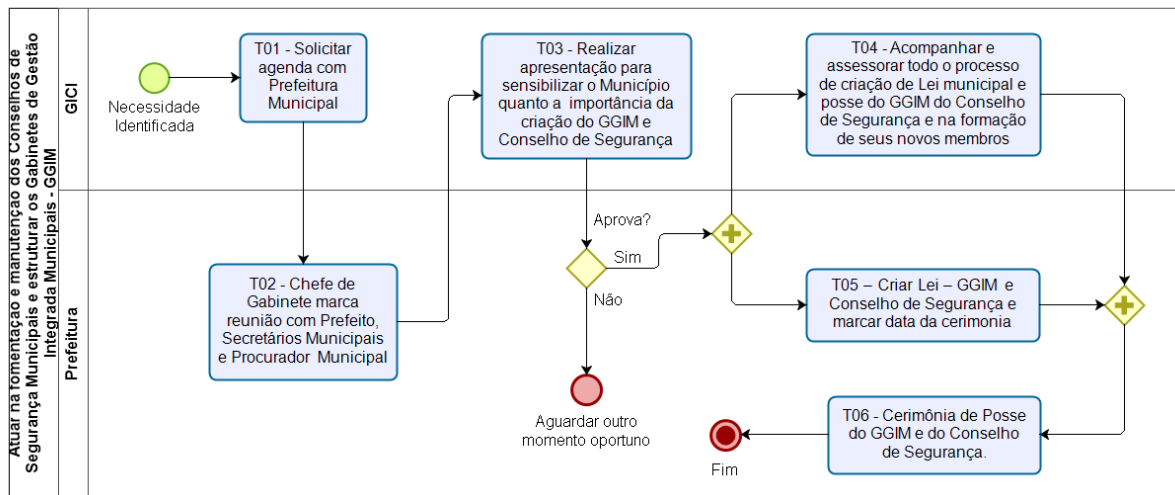 Atuar na fomentação e manutenção dos Conselhos de
Segurança Municipais e estruturar os Gabinetes de Gestão
Integrada Municipais - GGIM
GICI
Necessidade
Identificada
T01 - Solicitar
agenda com
Prefeitura
Municipal
T03 - Realizar
apresentação para
sensibilizar o Município
quanto a importância da
criação do GGIM e
Conselho de Segurança
T04 - Acompanhar e
assessorar todo o processo
de criação de Lei municipal e
posse do GGIM do Conselho
de Segurança e na formação
de seus novos membros
Prefeitura
T02 - Chefe de
Gabinete marca
reunião com Prefeito,
Secretários Municipais
e Procurador Municipal
Aprova?
Sim
Não
Aguardar outro
momento oportuno
T05 – Criar Lei – GGIM e
Conselho de Segurança e
marcar data da cerimonia
T06 - Cerimônia de Posse
do GGIM e do Conselho
de Segurança.
Fim